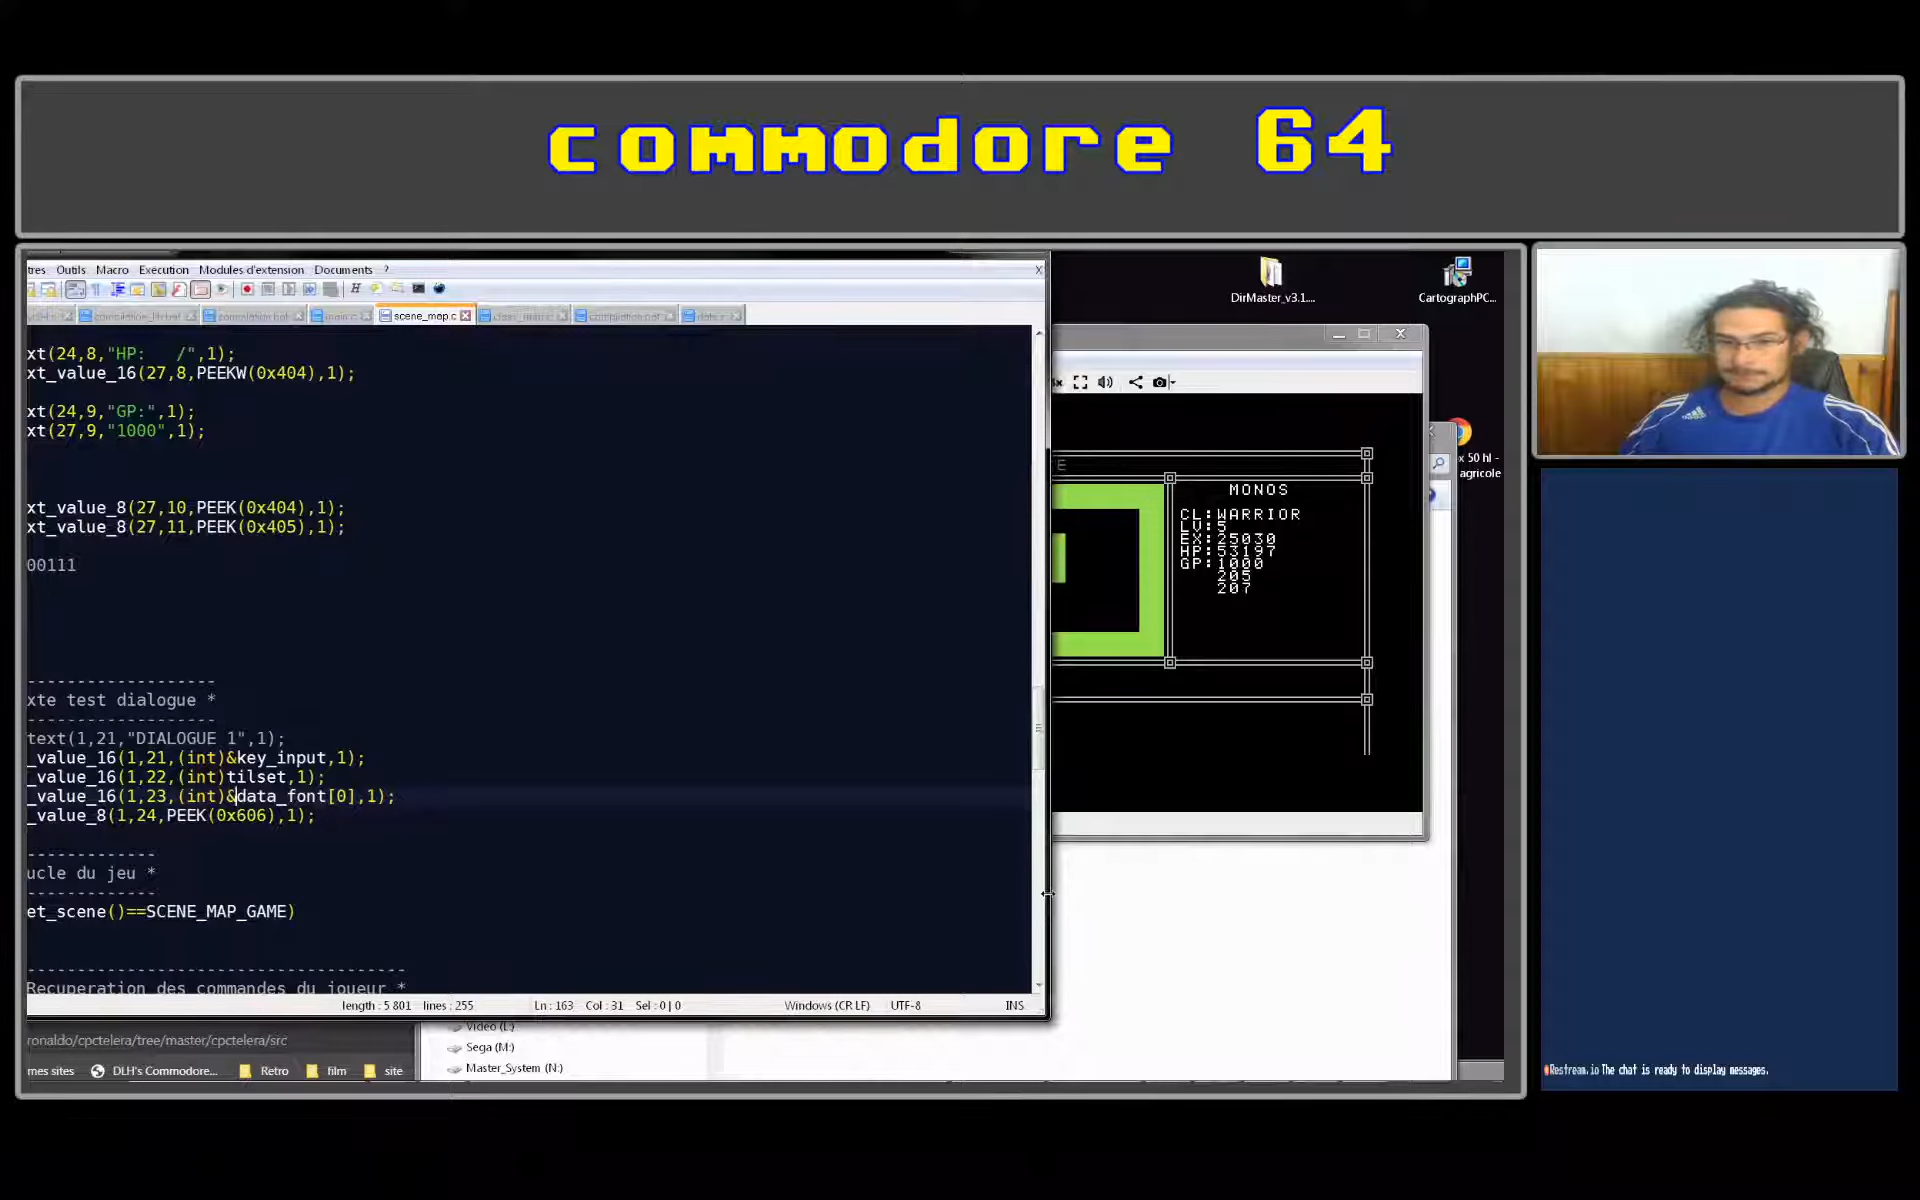 commodore 64
tres Outils Macro Exécution Modules d'extension Documents ? X
scene_map.c
xt(24,8,"HP:   /",1);
xt_value_16(27,8,PEEKW(0x404),1);
xt(24,9,"GP:",1);
xt(27,9,"1000",1);
xt_value_8(27,10,PEEK(0x404),1);
xt_value_8(27,11,PEEK(0x405),1);
00111
-------------------
xte test dialogue *
-------------------
text(1,21,"DIALOGUE 1",1);
_value_16(1,21,(int)&key_input,1);
_value_16(1,22,(int)tilset,1);
_value_16(1,23,(int)&data_font[0],1);
_value_8(1,24,PEEK(0x606),1);
-------------
ucle du jeu *
-------------
et_scene()==SCENE_MAP_GAME)
--------------------------------------
Recuperation des commandes du joueur *
length : 5 801 lines : 255 Ln : 163 Col : 31 Sel : 0 | 0 Windows (CR LF) UTF-8 INS
ronaldo/cpctelera/tree/master/cpctelera/src
mes sites DLH's Commodore... Retro film site
Video (L:)
Sega (M:)
Master_System (N:)
DirMaster_v3.1....
CartographPC...
x 50 hl -
agricole
E
MONOS
CL:WARRIOR
LV:5
EX:25030
HP:53197
GP:1000
205
207
Restream.io The chat is ready to display messages.